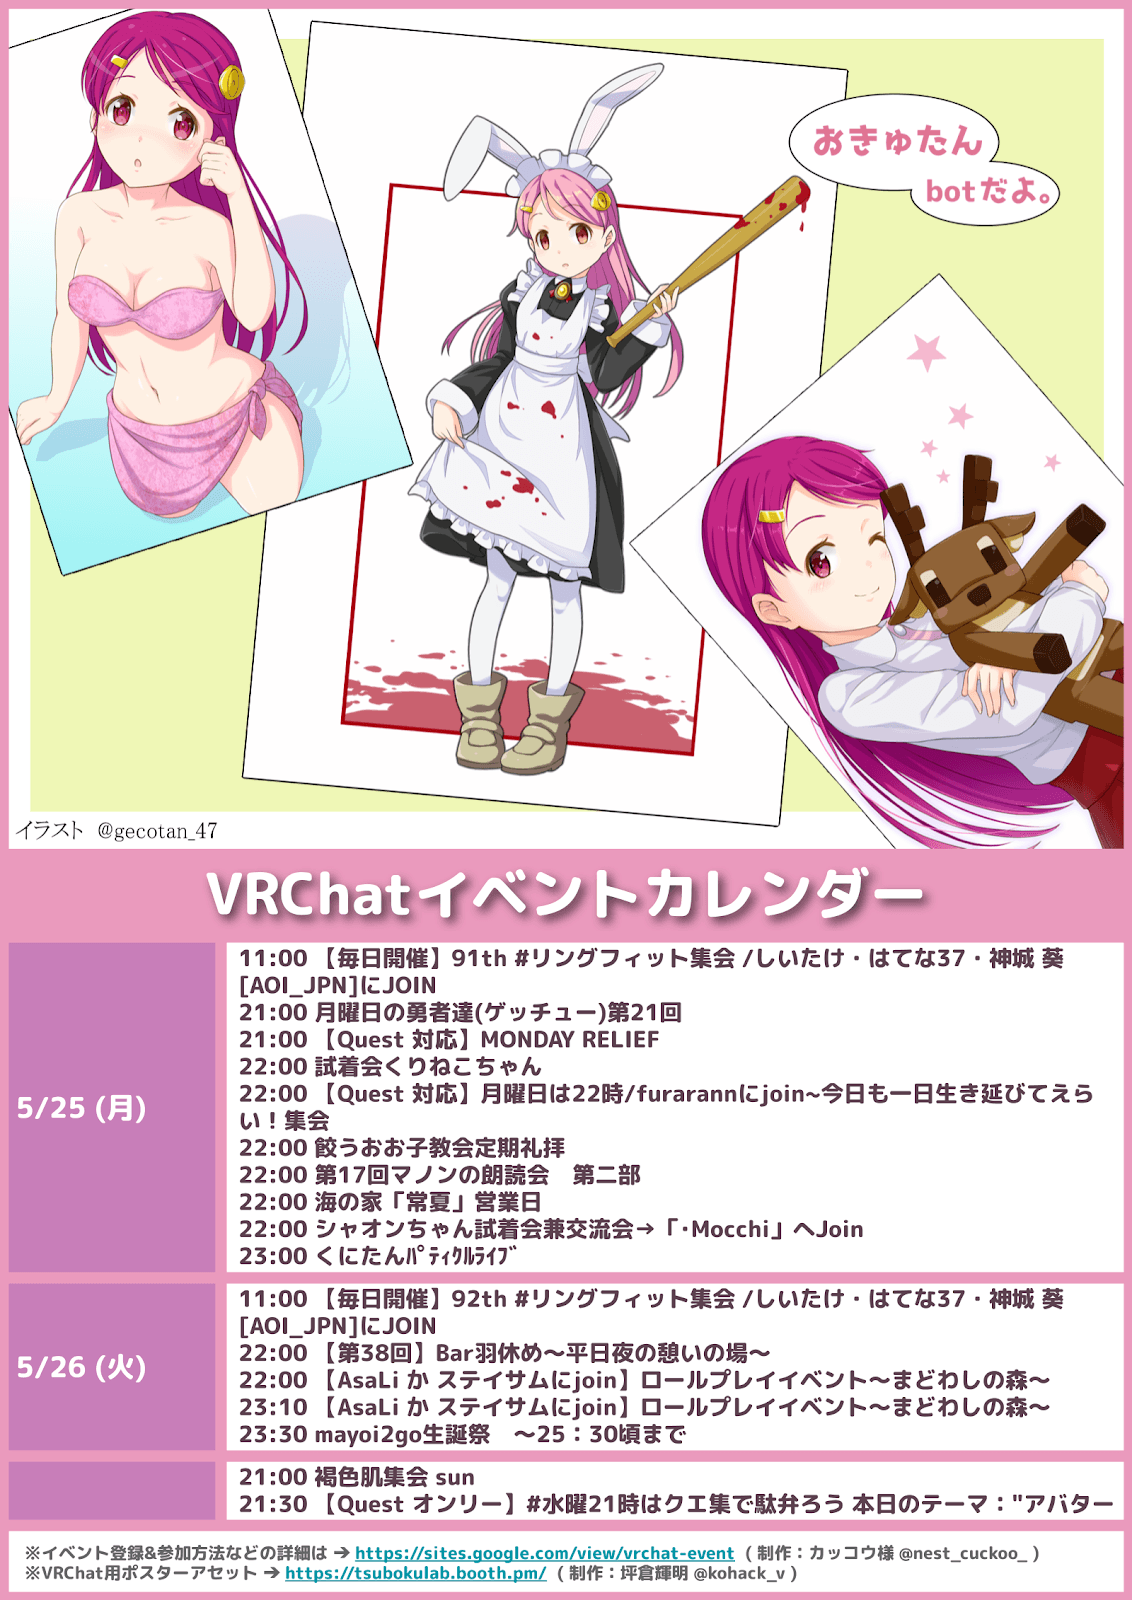 おきゅたん
botだよ。
イラスト @gecotan_47
VRChatイベントカレンダー
5/25 (月)
11:00 【毎日開催】91th #リングフィット集会 /しいたけ・はてな37・神城 葵
[AOI_JPN]にJOIN
21:00 月曜日の勇者達(ゲッチュー)第21回
21:00 【Quest 対応】MONDAY RELIEF
22:00 試着会くりねこちゃん
22:00 【Quest 対応】月曜日は22時/furarannにjoin~今日も一日生き延びてえら
い！集会
22:00 餃うおお子教会定期礼拝
22:00 第17回マノンの朗読会　第二部
22:00 海の家「常夏」営業日
22:00 シャオンちゃん試着会兼交流会→「･Mocchi」へJoin
23:00 くにたんﾊﾟﾃｨｸﾙﾗｲﾌﾞ
5/26 (火)
11:00 【毎日開催】92th #リングフィット集会 /しいたけ・はてな37・神城 葵
[AOI_JPN]にJOIN
22:00 【第38回】Bar羽休め～平日夜の憩いの場～
22:00 【AsaLi か ステイサムにjoin】ロールプレイイベント～まどわしの森～
23:10 【AsaLi か ステイサムにjoin】ロールプレイイベント～まどわしの森～
23:30 mayoi2go生誕祭　～25：30頃まで
21:00 褐色肌集会 sun
21:30 【Quest オンリー】#水曜21時はクエ集で駄弁ろう 本日のテーマ："アバター
※イベント登録&参加方法などの詳細は → https://sites.google.com/view/vrchat-event ( 制作：カッコウ様 @nest_cuckoo_ )
※VRChat用ポスターアセット → https://tsubokulab.booth.pm/ ( 制作：坪倉輝明 @kohack_v )